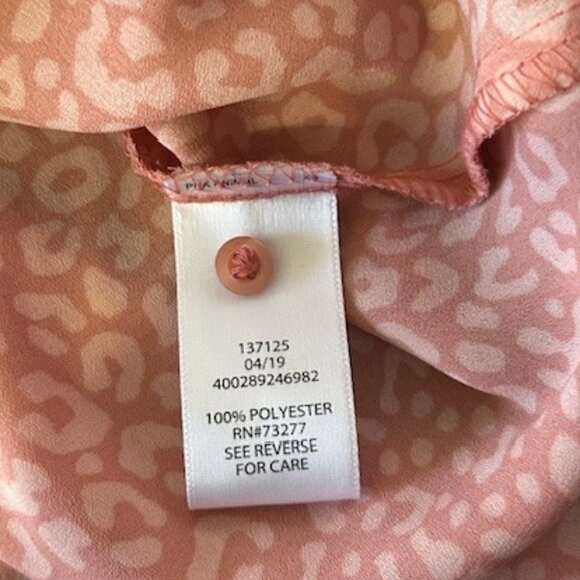 137125
04/19
400289246982
100% POLYESTER
RN#73277
SEE REVERSE
FOR CARE